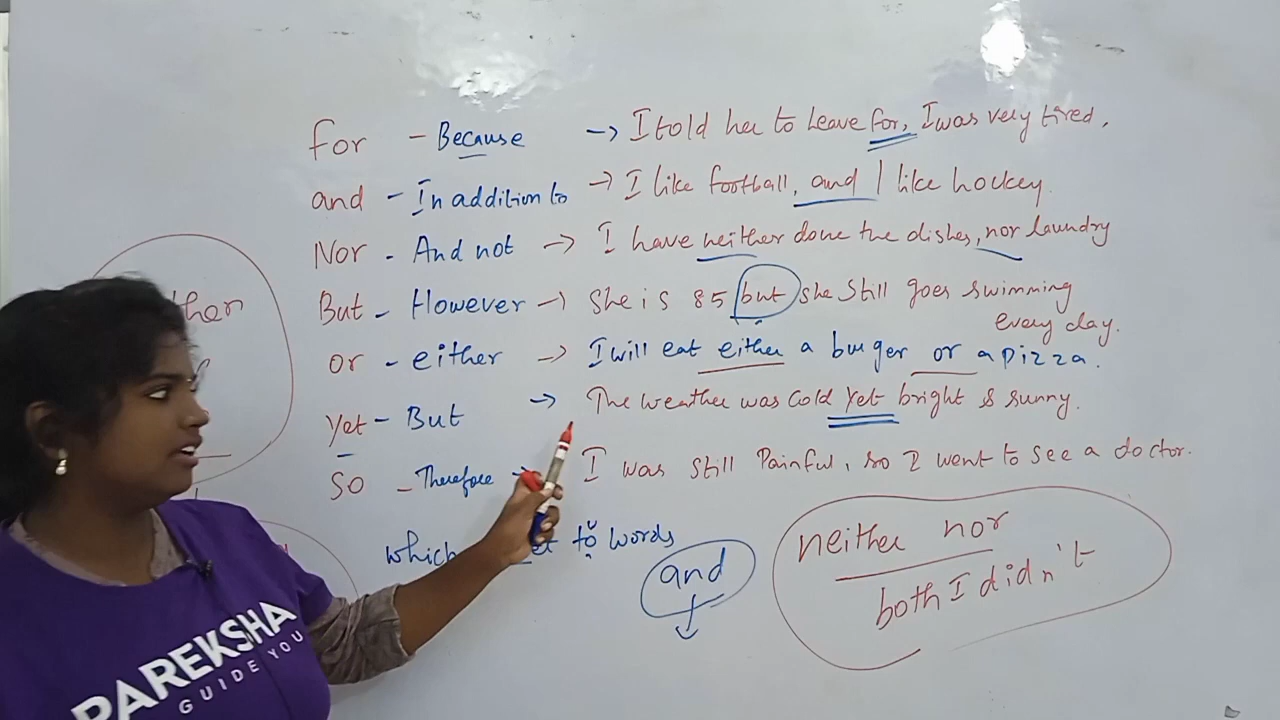 for - Because -> I told her to Leave for, I was very tired.
and - In addition to -> I like football, and I like hockey.
Nor - And not -> I have neither done the dishes, nor laundry
But - However -> She is 85 but she still goes swimming
every day.
or - either -> I will eat either a burger or a pizza.
Yet - But -> The weather was cold yet bright & sunny.
SO - Therefore -> I was still Painful, so I went to see a doctor.
which to words
and
neither nor
both I didn't
PAREKSHA
GUIDE YOU